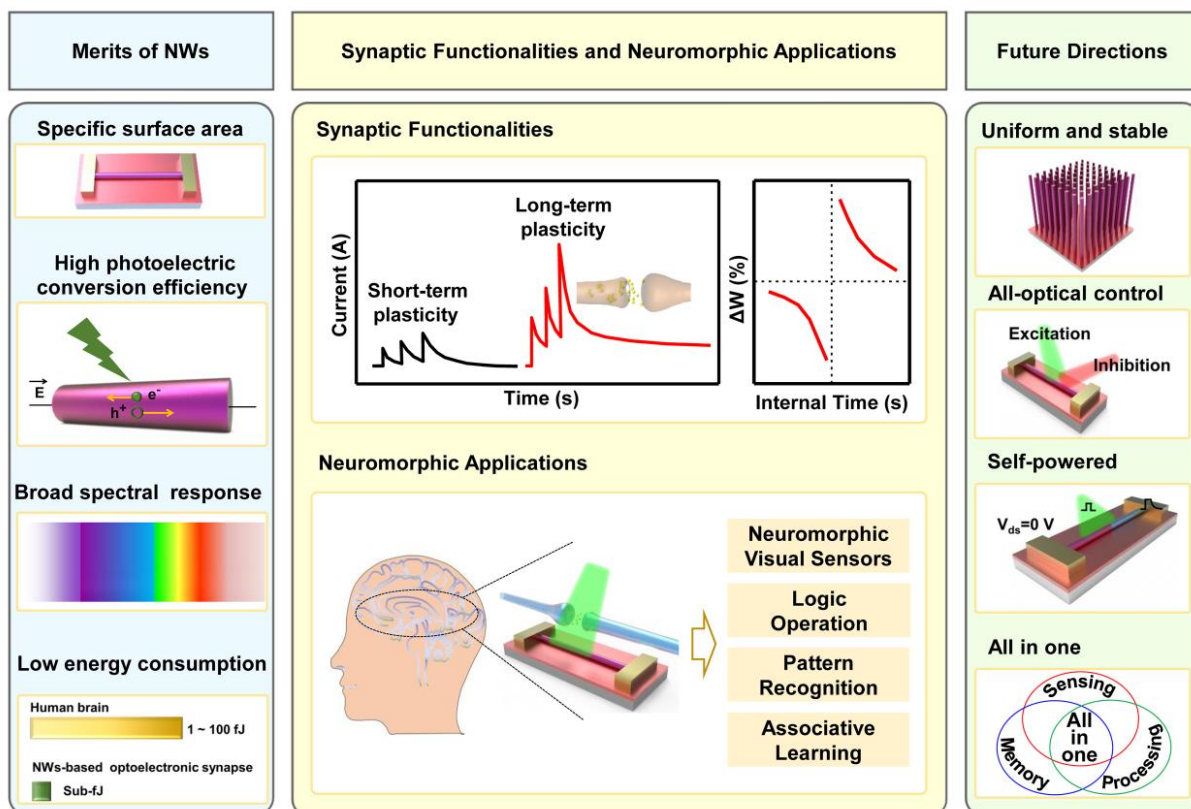 Merits of NWs
Specific surface area
High photoelectric
conversion efficiency
E
e-
h+
Broad spectral response
Low energy consumption
Human brain
1 ~ 100 fJ
NWs-based optoelectronic synapse
Sub-fJ
Synaptic Functionalities and Neuromorphic Applications
Synaptic Functionalities
Current (A)
Short-term
plasticity
Long-term
plasticity
Time (s)
ΔW (%)
Internal Time (s)
Neuromorphic Applications
Neuromorphic
Visual Sensors
Logic
Operation
Pattern
Recognition
Associative
Learning
Future Directions
Uniform and stable
All-optical control
Excitation
Inhibition
Self-powered
Vds=0 V
All in one
Sensing
All
in
one
Memory
Processing